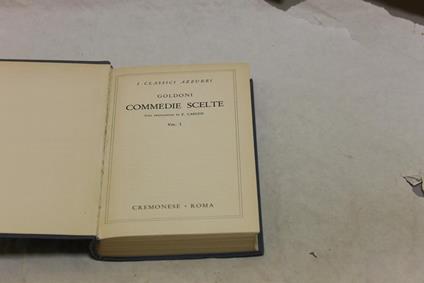 I CLASSICI AZZURRI
GOLDONI
COMMEDIE SCELTE
Vol. I
CREMONESE • ROMA